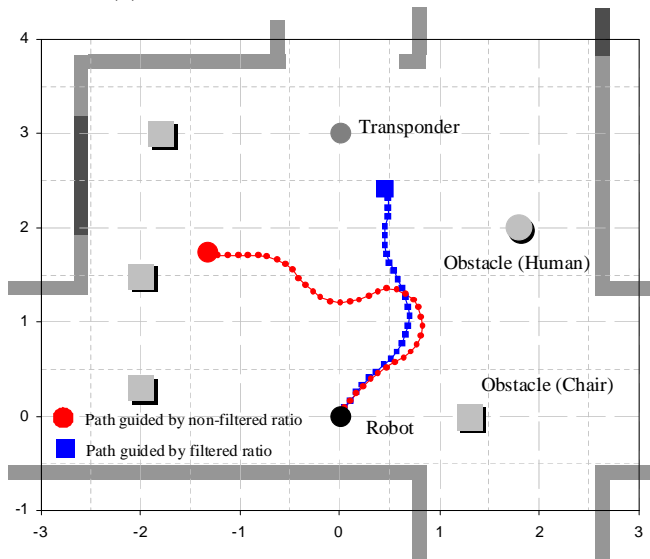 4
3
Transponder
2
Obstacle (Human)
1
Obstacle (Chair)
Path guided by non-filtered ratio
0
Robot
Path guided by filtered ratio
-1
-3 -2 -1 0 1 2 3